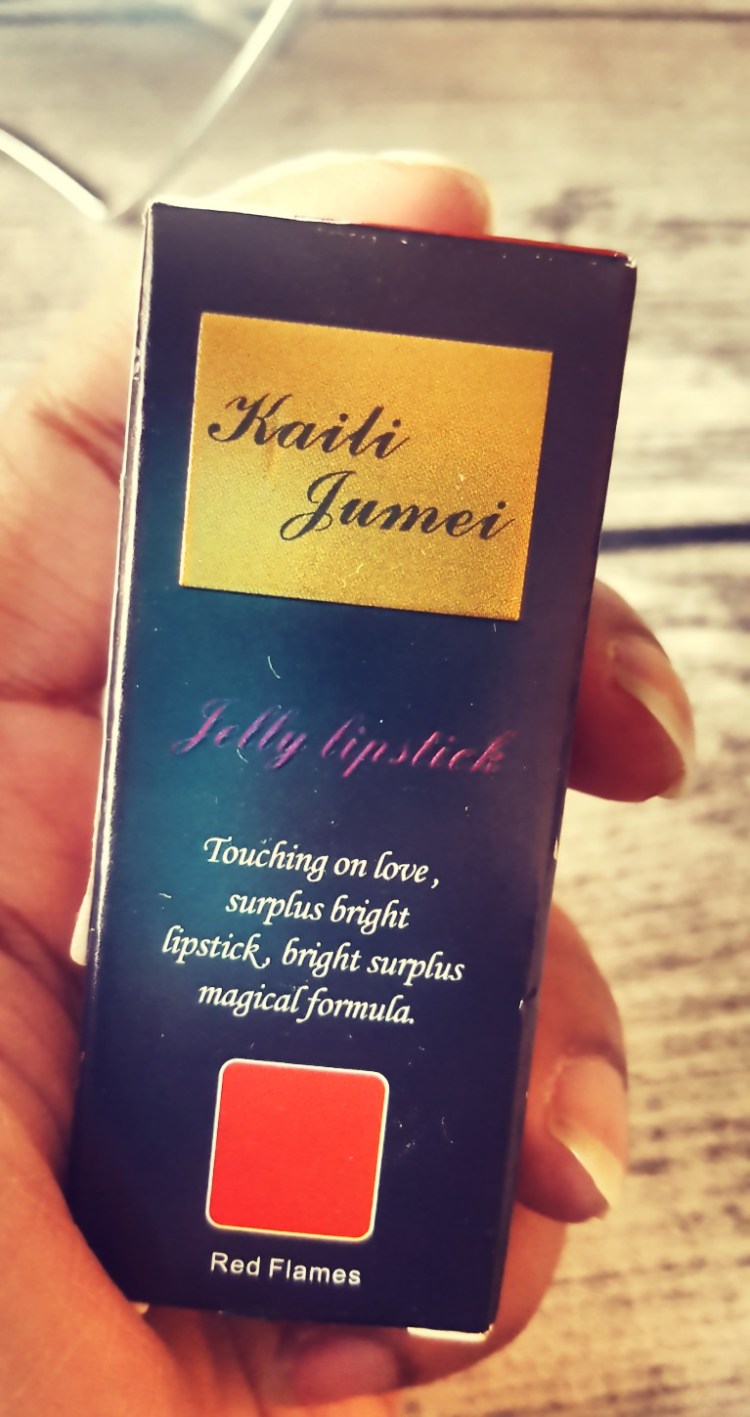 Kaili
Jumei
Jelly lipstick
Touching on love,
surplus bright
lipstick, bright surplus
magical formula.
Red Flames